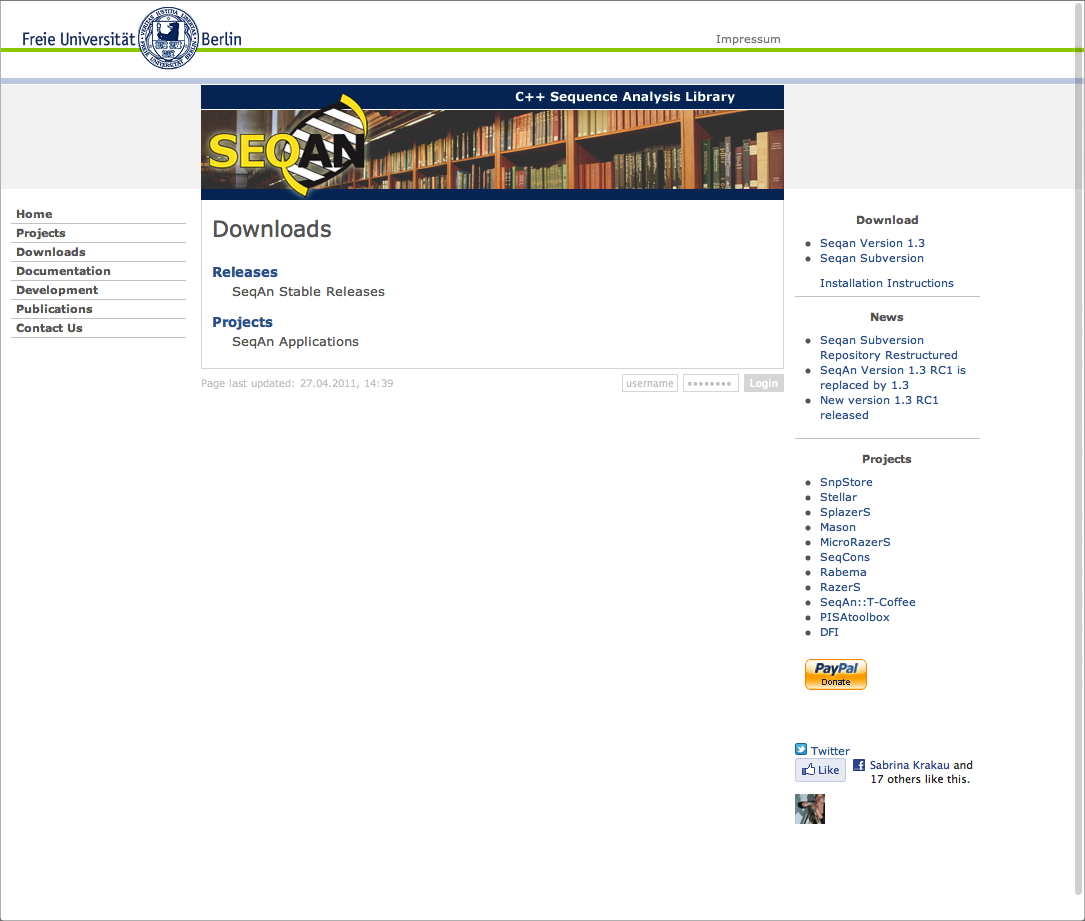 Freie Universität Berlin
Impressum
C++ Sequence Analysis Library
SEQAN
Home
Projects
Downloads
Documentation
Development
Publications
Contact Us
Downloads
Releases
SeqAn Stable Releases
Projects
SeqAn Applications
Page last updated: 27.04.2011, 14:39
username
••••••••
Login
Download
Seqan Version 1.3
Seqan Subversion
Installation Instructions
News
Seqan Subversion
Repository Restructured
SeqAn Version 1.3 RC1 is
replaced by 1.3
New version 1.3 RC1
released
Projects
SnpStore
Stellar
SplazerS
Mason
MicroRazerS
SeqCons
Rabema
RazerS
SeqAn::T-Coffee
PISAtoolbox
DFI
PayPal
Donate
Twitter
Like
Sabrina Krakau and
17 others like this.